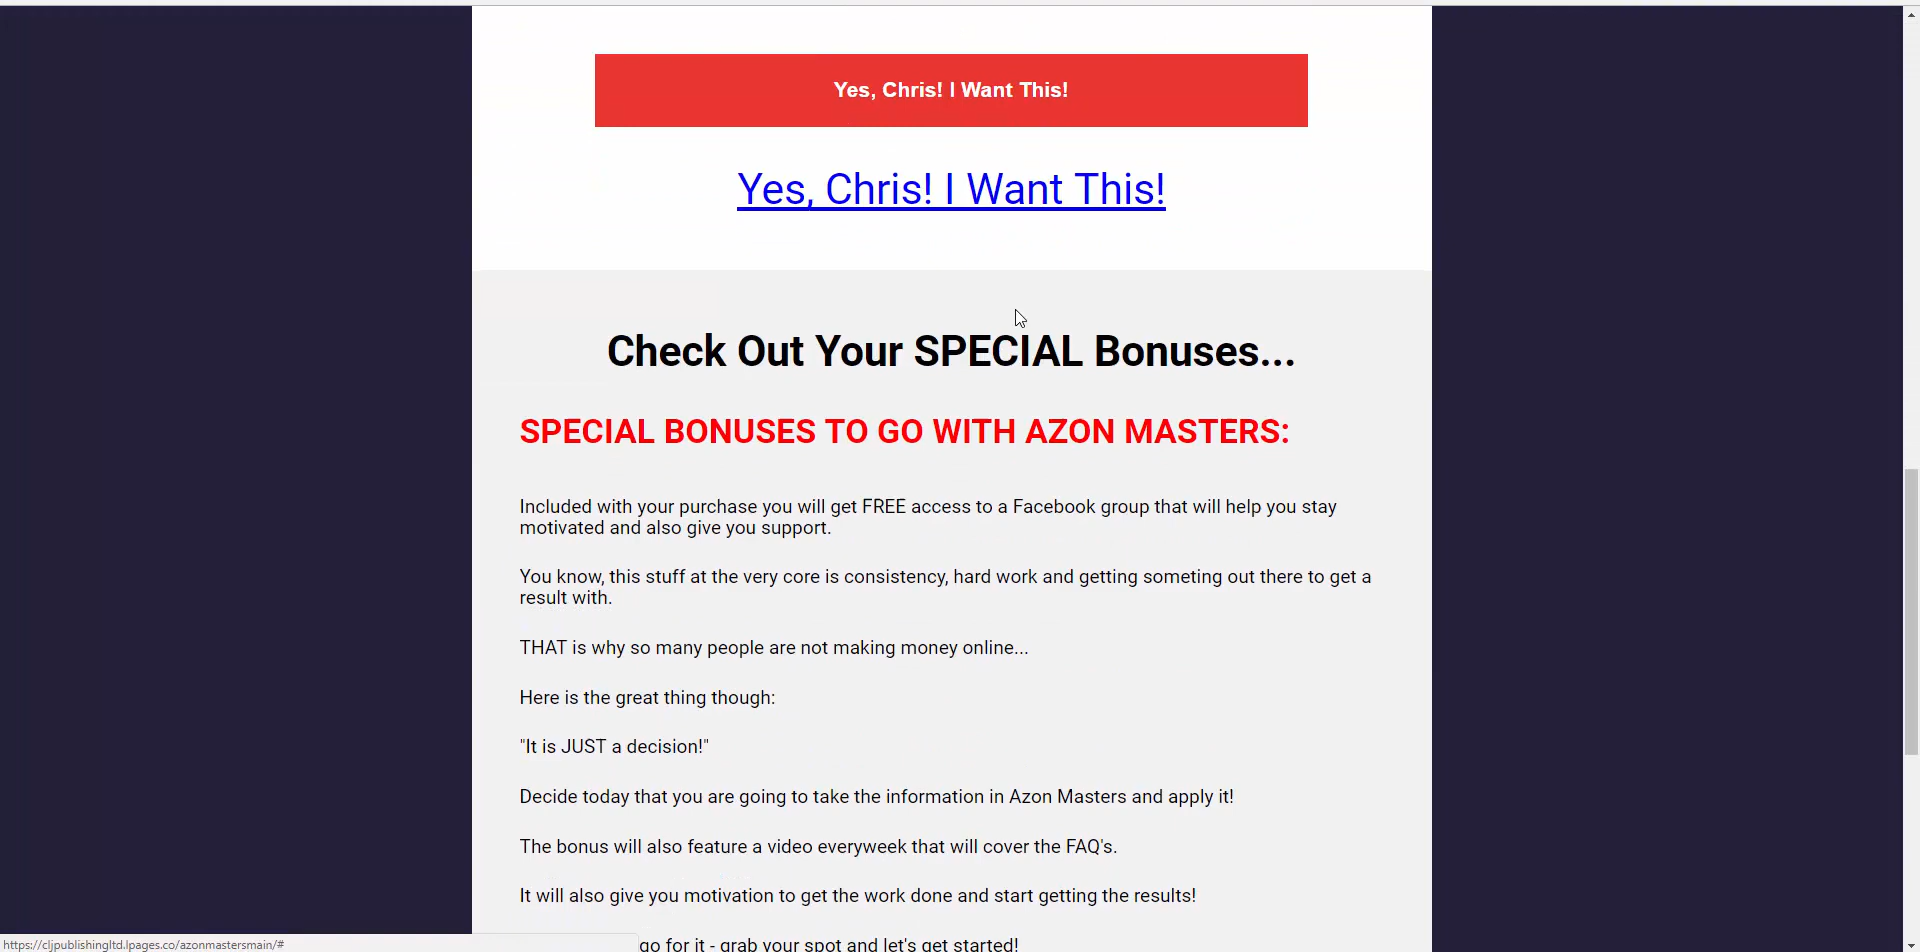 Yes, Chris! I Want This!
Yes, Chris! I Want This!
Check Out Your SPECIAL Bonuses...
SPECIAL BONUSES TO GO WITH AZON MASTERS:
Included with your purchase you will get FREE access to a Facebook group that will help you stay
motivated and also give you support.
You know, this stuff at the very core is consistency, hard work and getting someting out there to get a
result with.
THAT is why so many people are not making money online...
Here is the great thing though:
"It is JUST a decision!"
Decide today that you are going to take the information in Azon Masters and apply it!
The bonus will also feature a video everyweek that will cover the FAQ's.
It will also give you motivation to get the work done and start getting the results!
go for it - grab your spot and let's get started!
https://cljpublishingltd.lpages.co/azonmastersmain/#